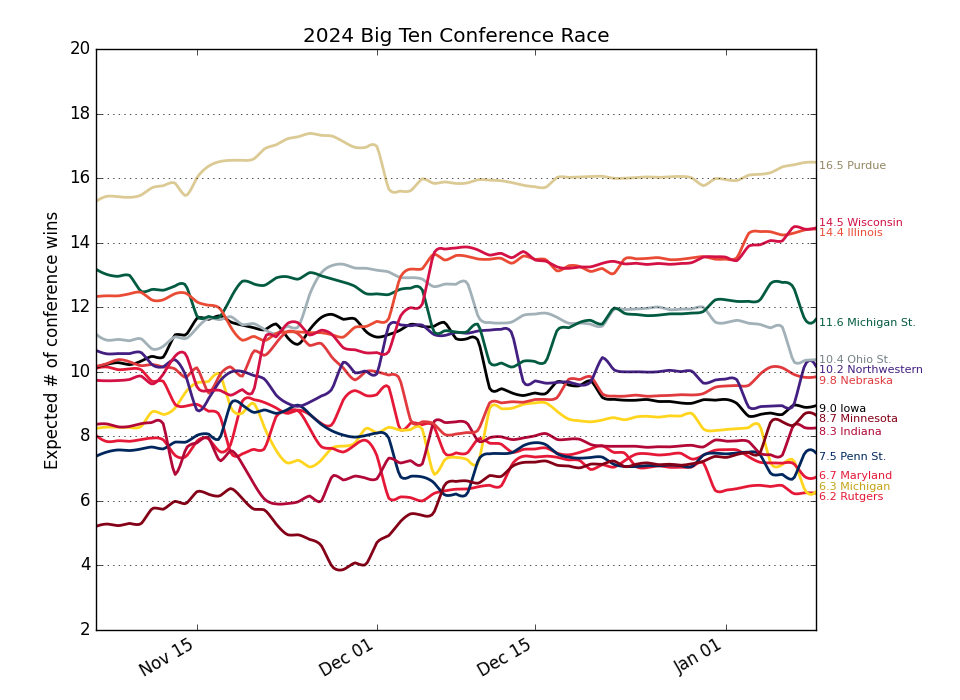 2024 Big Ten Conference Race
Expected # of conference wins
20
18
16
14
12
10
8
6
4
2
Nov 15
Dec 01
Dec 15
Jan 01
16.5 Purdue
14.5 Wisconsin
14.4 Illinois
11.6 Michigan St.
10.4 Ohio St.
10.2 Northwestern
9.8 Nebraska
9.0 Iowa
8.7 Minnesota
8.3 Indiana
7.5 Penn St.
6.7 Maryland
6.3 Michigan
6.2 Rutgers